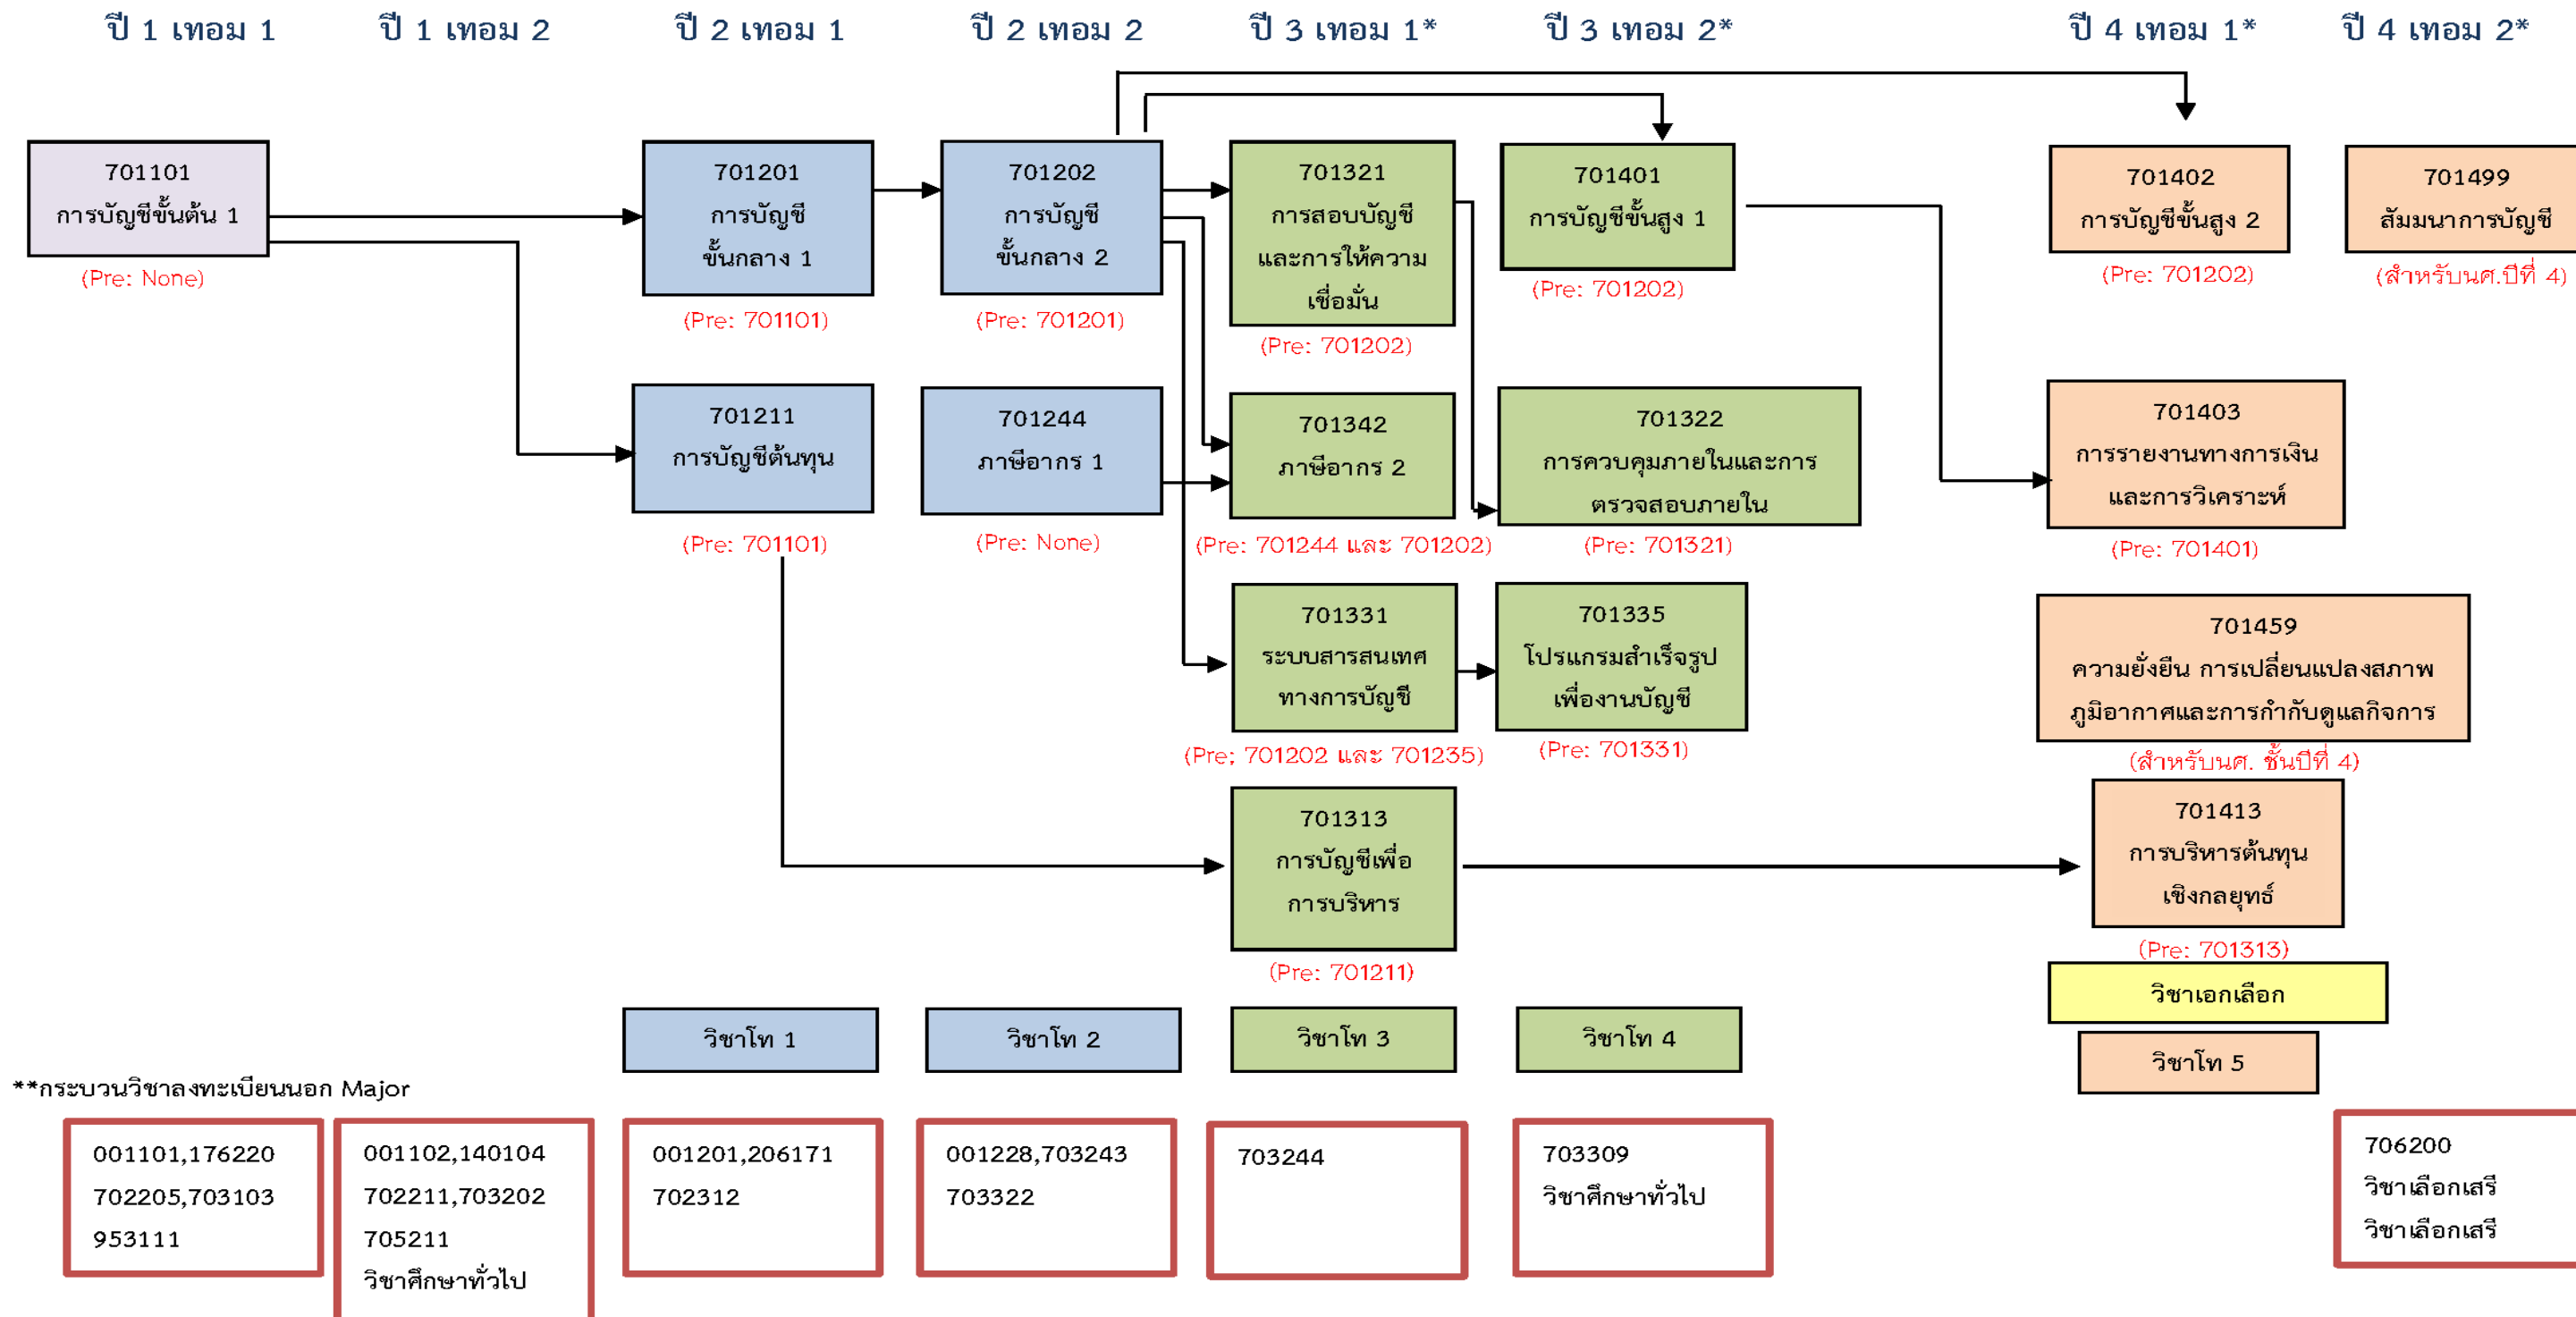 ปี 1 เทอม 1
ปี 1 เทอม 2
ปี 2 เทอม 1
ปี 2 เทอม 2
ปี 3 เทอม 1*
ปี 3 เทอม 2*
ปี 4 เทอม 1*
ปี 4 เทอม 2*
701101
การบัญชีขั้นต้น 1
(Pre: None)
701201
การบัญชี
ขั้นกลาง 1
(Pre: 701101)
701202
การบัญชี
ขั้นกลาง 2
(Pre: 701201)
701321
การสอบบัญชี
และการให้ความ
เชื่อมั่น
(Pre: 701202)
701401
การบัญชีขั้นสูง 1
(Pre: 701202)
701402
การบัญชีขั้นสูง 2
(Pre: 701202)
701499
สัมมนาการบัญชี
(สำหรับนศ.ปีที่ 4)
701211
การบัญชีต้นทุน
(Pre: 701101)
701244
ภาษีอากร 1
(Pre: None)
701342
ภาษีอากร 2
(Pre: 701244 และ 701202)
701322
การควบคุมภายในและการ
ตรวจสอบภายใน
(Pre: 701321)
701403
การรายงานทางการเงิน
และการวิเคราะห์
(Pre: 701401)
701331
ระบบสารสนเทศ
ทางการบัญชี
(Pre; 701202 และ 701235)
701335
โปรแกรมสำเร็จรูป
เพื่องานบัญชี
(Pre: 701331)
701459
ความยั่งยืน การเปลี่ยนแปลงสภาพ
ภูมิอากาศและการกำกับดูแลกิจการ
(สำหรับนศ. ชั้นปีที่ 4)
701313
การบัญชีเพื่อ
การบริหาร
(Pre: 701211)
701413
การบริหารต้นทุน
เชิงกลยุทธ์
(Pre: 701313)
วิชาเอกเลือก
วิชาโท 1
วิชาโท 2
วิชาโท 3
วิชาโท 4
วิชาโท 5
**กระบวนวิชาลงทะเบียนนอก Major
001101,176220
702205,703103
953111
001102,140104
702211,703202
705211
วิชาศึกษาทั่วไป
001201,206171
702312
001228,703243
703322
703244
703309
วิชาศึกษาทั่วไป
706200
วิชาเลือกเสรี
วิชาเลือกเสรี